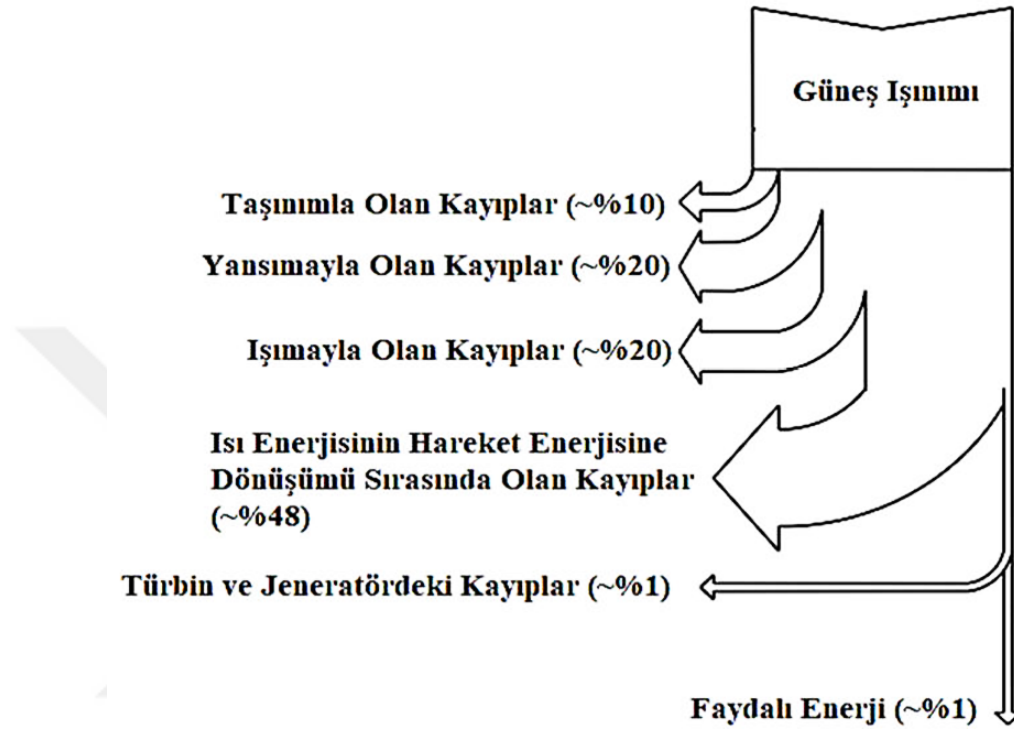 Güneş Işınımı
Taşınımla Olan Kayıplar (~%10)
Yansımayla Olan Kayıplar (~%20)
Işımayla Olan Kayıplar (~%20)
Isı Enerjisinin Hareket Enerjisine
Dönüşümü Sırasında Olan Kayıplar
(~%48)
Türbin ve Jeneratördeki Kayıplar (~%1)
Faydalı Enerji (~%1)